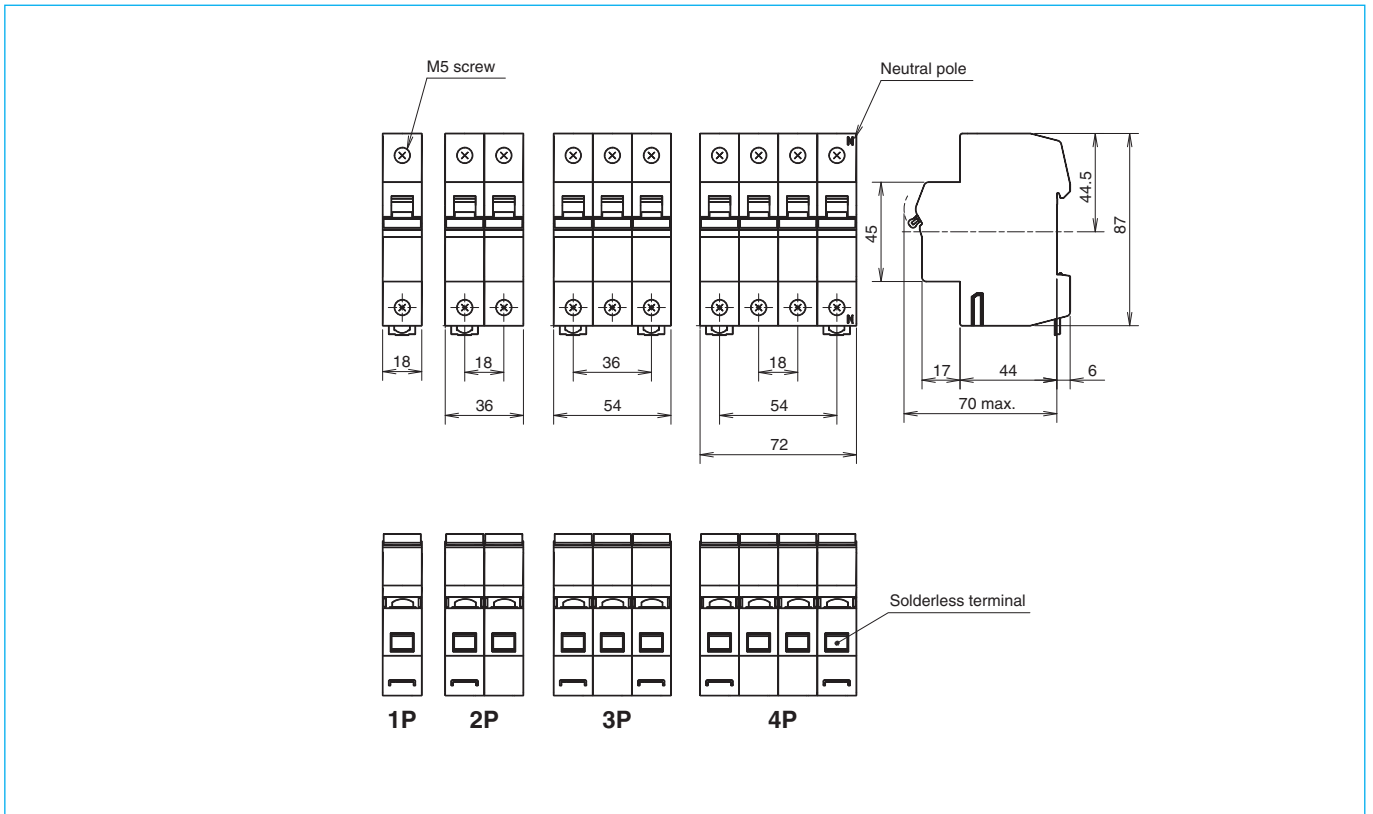 M5 screw
Neutral pole
N
44.5
87
45
N
18
18
36
18
17
44
6
36
54
54
70 max.
72
Solderless terminal
1P
2P
3P
4P